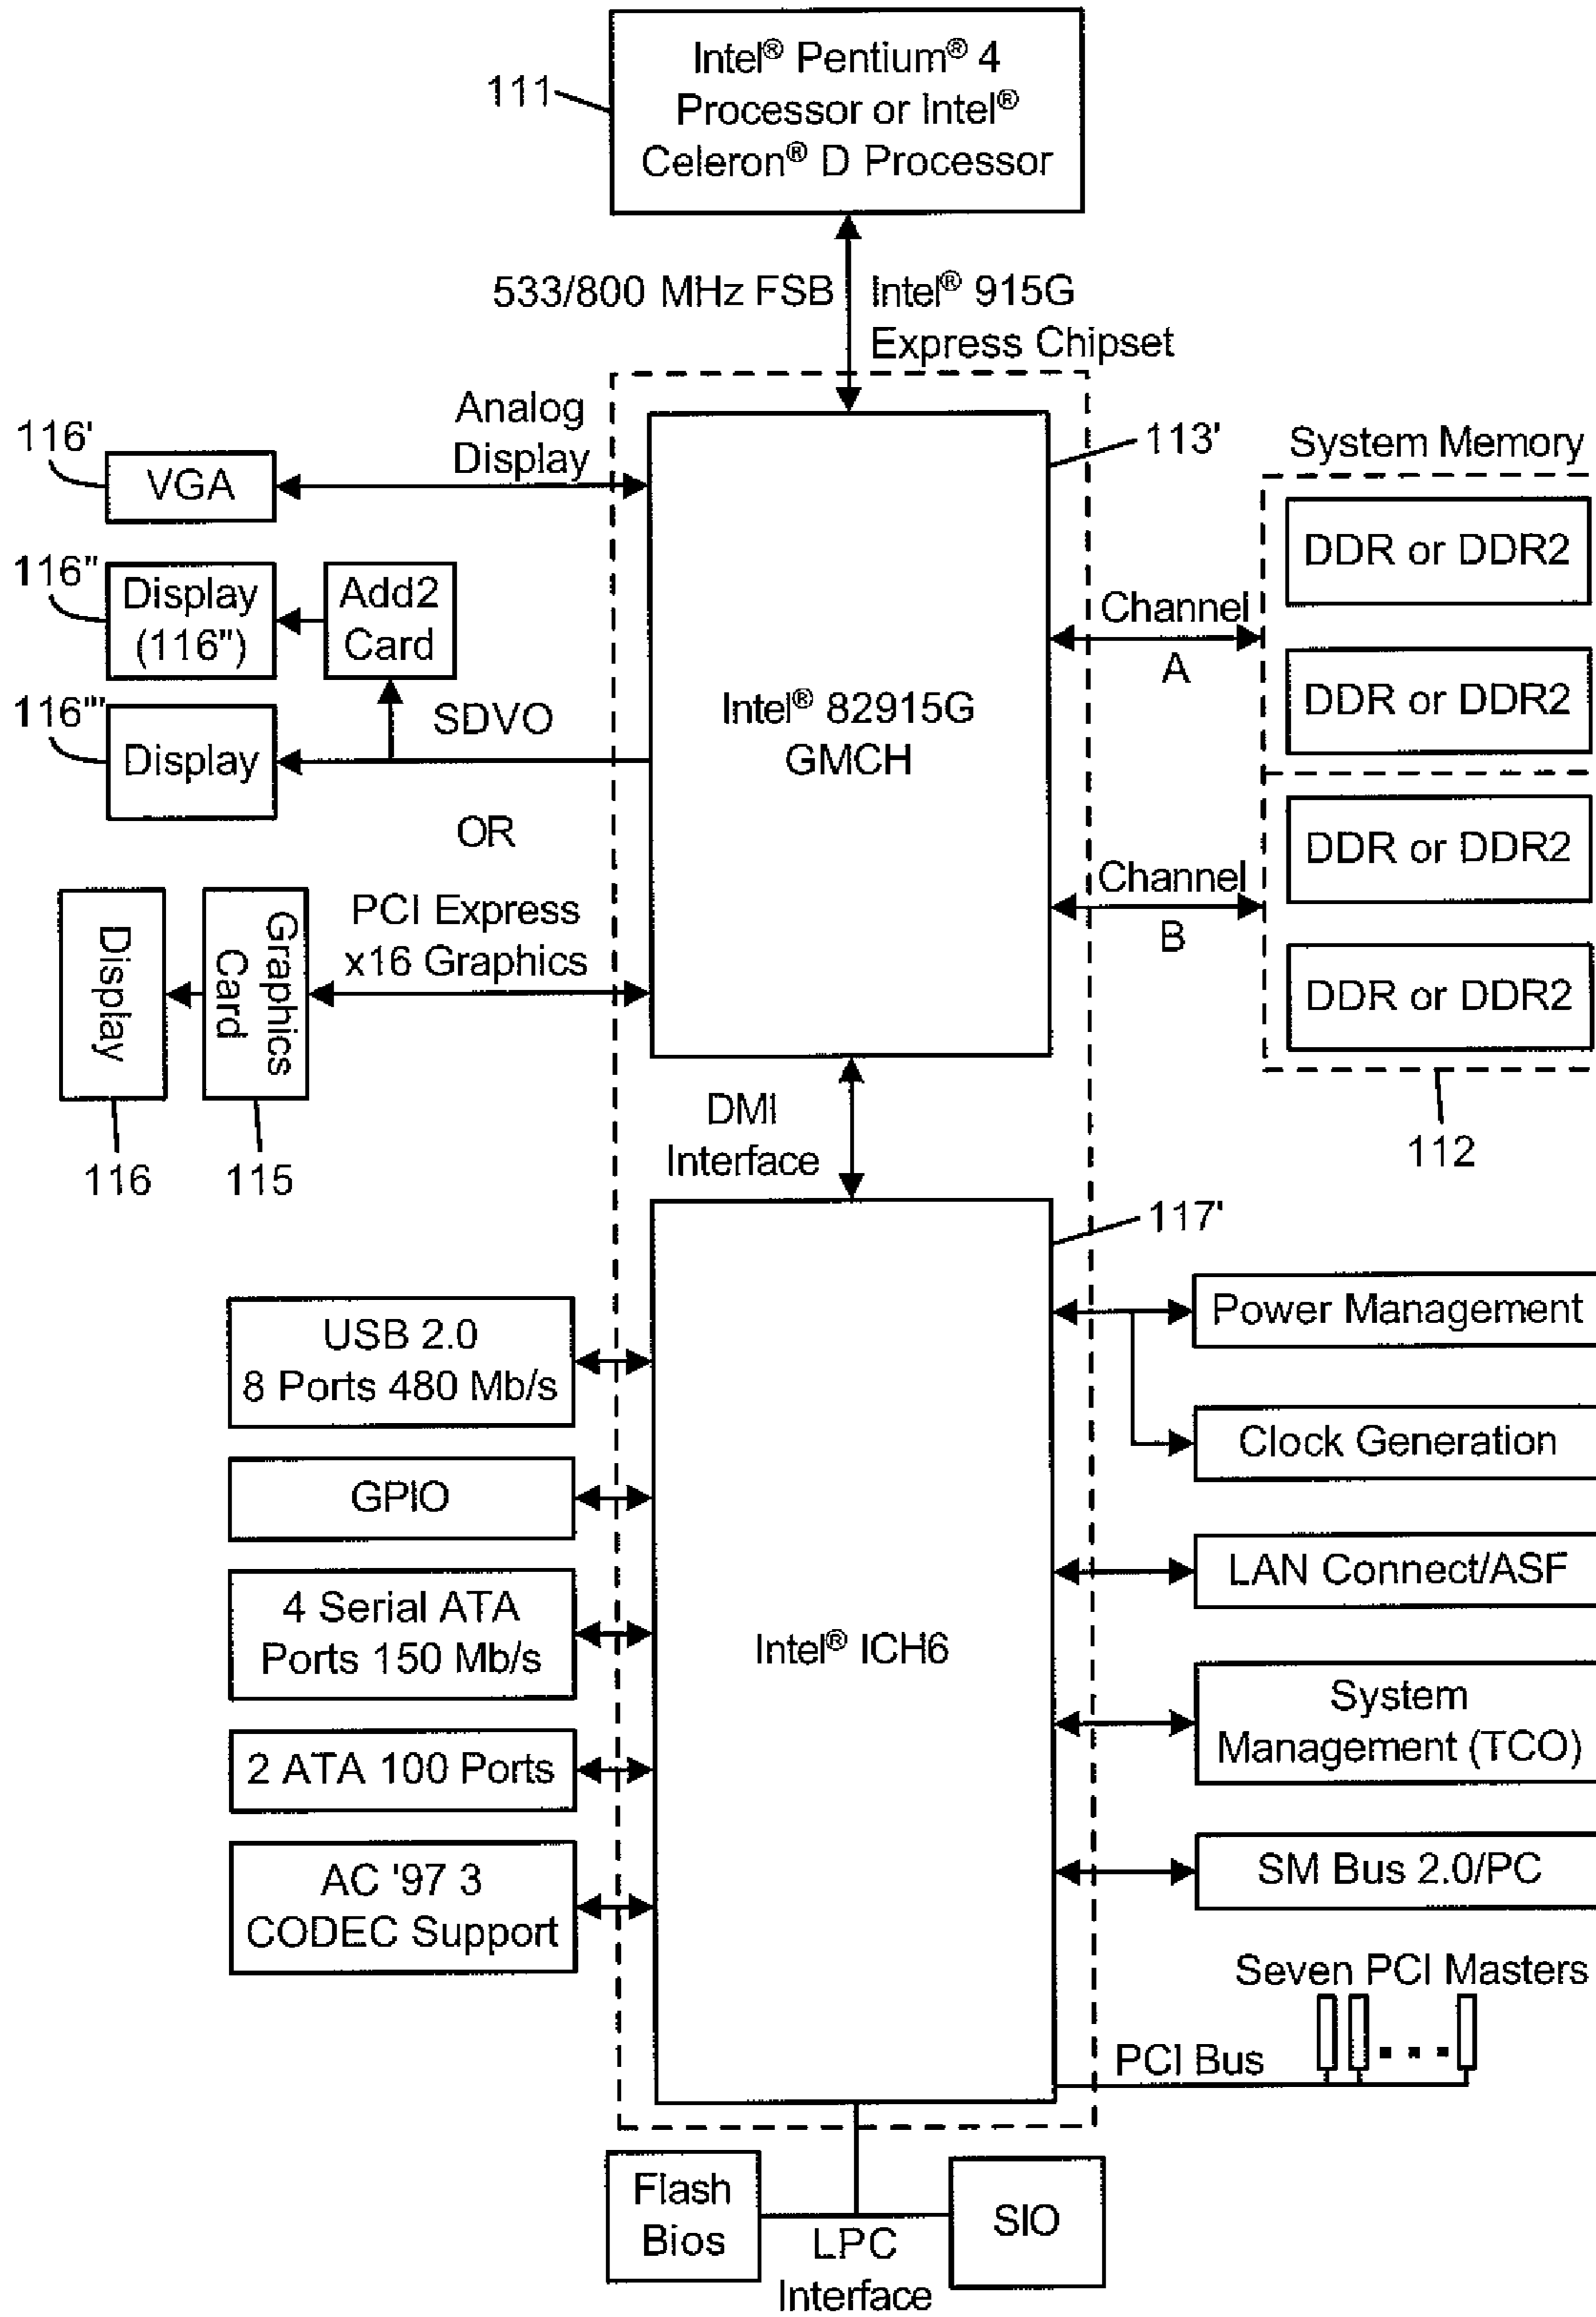 Intel® Pentium® 4
Processor or Intel®
Celeron® D Processor
111
533/800 MHz FSB
Intel® 915G
Express Chipset
Analog
Display
116'
VGA
113'
System Memory
DDR or DDR2
DDR or DDR2
DDR or DDR2
DDR or DDR2
112
Channel
A
Channel
B
116"
Display
(116")
Add2
Card
116'"
Display
SDVO
Intel® 82915G
GMCH
OR
PCI Express
x16 Graphics
Graphics
Card
Display
116
115
DMI
Interface
117'
USB 2.0
8 Ports 480 Mb/s
GPIO
4 Serial ATA
Ports 150 Mb/s
2 ATA 100 Ports
AC '97 3
CODEC Support
Intel® ICH6
Power Management
Clock Generation
LAN Connect/ASF
System
Management (TCO)
SM Bus 2.0/PC
Seven PCI Masters
PCI Bus
Flash
Bios
LPC
Interface
SIO